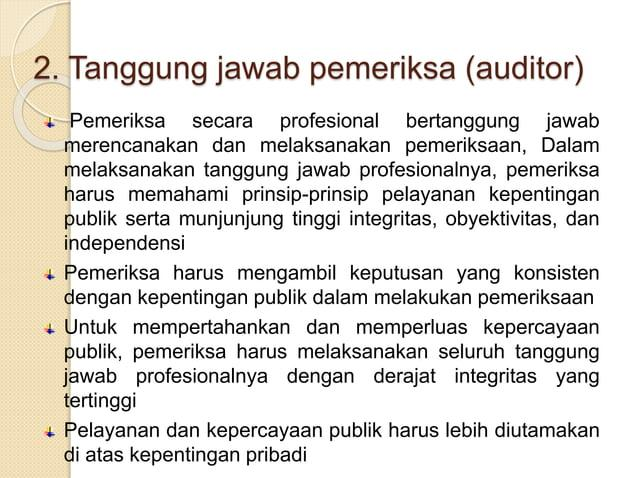 2. Tanggung jawab pemeriksa (auditor)
Pemeriksa secara profesional bertanggung jawab
merencanakan dan melaksanakan pemeriksaan, Dalam
melaksanakan tanggung jawab profesionalnya, pemeriksa
harus memahami prinsip-prinsip pelayanan kepentingan
publik serta munjunjung tinggi integritas, obyektivitas, dan
independensi
Pemeriksa harus mengambil keputusan yang konsisten
dengan kepentingan publik dalam melakukan pemeriksaan
Untuk mempertahankan dan memperluas kepercayaan
publik, pemeriksa harus melaksanakan seluruh tanggung
jawab profesionalnya dengan derajat integritas yang
tertinggi
Pelayanan dan kepercayaan publik harus lebih diutamakan
di atas kepentingan pribadi